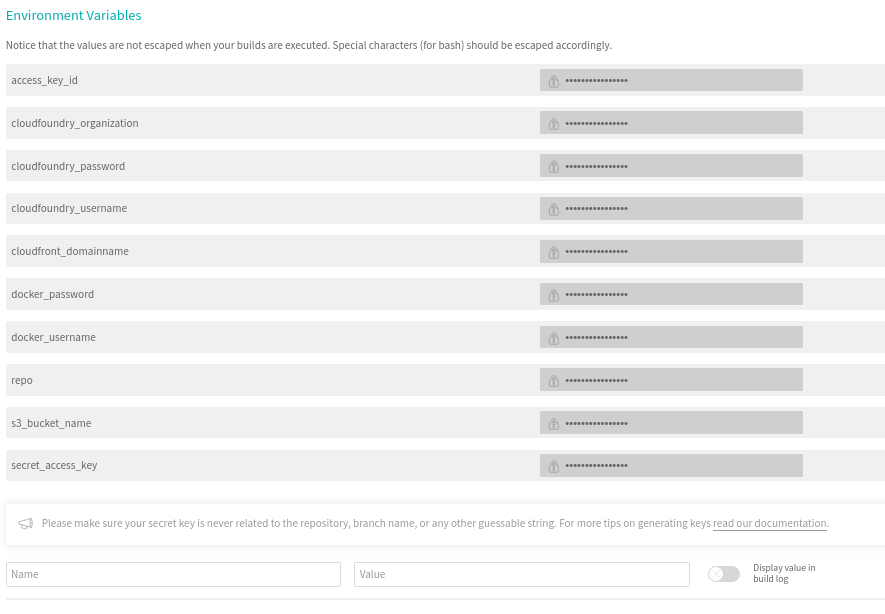 Environment Variables
Notice that the values are not escaped when your builds are executed. Special characters (for bash) should be escaped accordingly.
access_key_id ••••••••••••••••
cloudfoundry_organization ••••••••••••••••
cloudfoundry_password ••••••••••••••••
cloudfoundry_username ••••••••••••••••
cloudfront_domainname ••••••••••••••••
docker_password ••••••••••••••••
docker_username ••••••••••••••••
repo ••••••••••••••••
s3_bucket_name ••••••••••••••••
secret_access_key ••••••••••••••••
Please make sure your secret key is never related to the repository, branch name, or any other guessable string. For more tips on generating keys read our documentation.
Name Value Display value in
build log